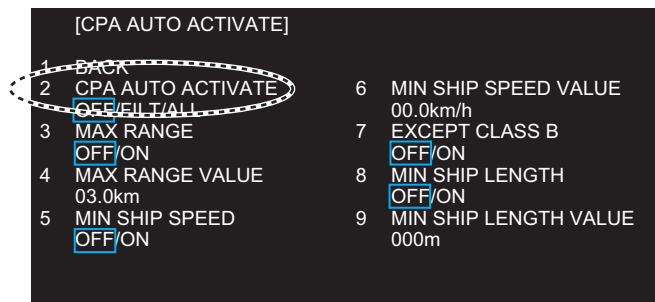 [CPA AUTO ACTIVATE]
1 BACK
2 CPA AUTO ACTIVATE
OFF/FILT/ALL
3 MAX RANGE
OFF/ON
4 MAX RANGE VALUE
03.0km
5 MIN SHIP SPEED
OFF/ON
6 MIN SHIP SPEED VALUE
00.0km/h
7 EXCEPT CLASS B
OFF/ON
8 MIN SHIP LENGTH
OFF/ON
9 MIN SHIP LENGTH VALUE
000m